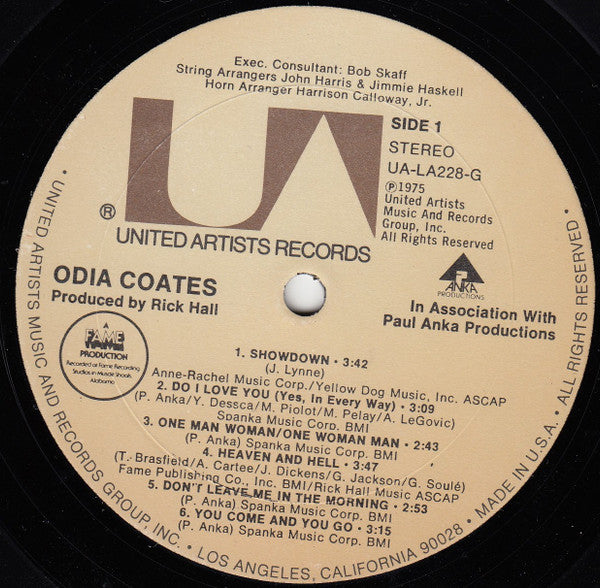 Exec. Consultant: Bob Skaff
String Arrangers John Harris & Jimmie Haskell
Horn Arranger Harrison Calloway, Jr.
UA
®
UNITED ARTISTS RECORDS
SIDE 1
STEREO
UA-LA228-G
Ⓟ1975
United Artists
Music And Records
Group, Inc.
All Rights Reserved
ODIA COATES
Produced by Rick Hall
A
FAME
PRODUCTION
Recorded at Fame Recording
Studios in Muscle Shoals,
Alabama
ANKA
PRODUCTIONS
In Association With
Paul Anka Productions
1. SHOWDOWN • 3:42
(J. Lynne)
Anne-Rachel Music Corp./Yellow Dog Music, Inc. ASCAP
2. DO I LOVE YOU (Yes, In Every Way) • 3:09
(P. Anka/Y. Dessca/M. Piolot/M. Pelay/A. LeGovic)
Spanka Music Corp. BMI
3. ONE MAN WOMAN/ONE WOMAN MAN • 2:43
(P. Anka) Spanka Music Corp. BMI
4. HEAVEN AND HELL • 3:47
(T. Brasfield/A. Cartee/J. Dickens/G. Jackson/G. Soulé)
Fame Publishing Co., Inc. BMI/Rick Hall Music ASCAP
5. DON'T LEAVE ME IN THE MORNING • 2:53
(P. Anka) Spanka Music Corp. BMI
6. YOU COME AND YOU GO • 3:15
(P. Anka) Spanka Music Corp. BMI
• UNITED ARTISTS MUSIC AND RECORDS GROUP, INC. • LOS ANGELES, CALIFORNIA 90028 • MADE IN U.S.A. • ALL RIGHTS RESERVED •